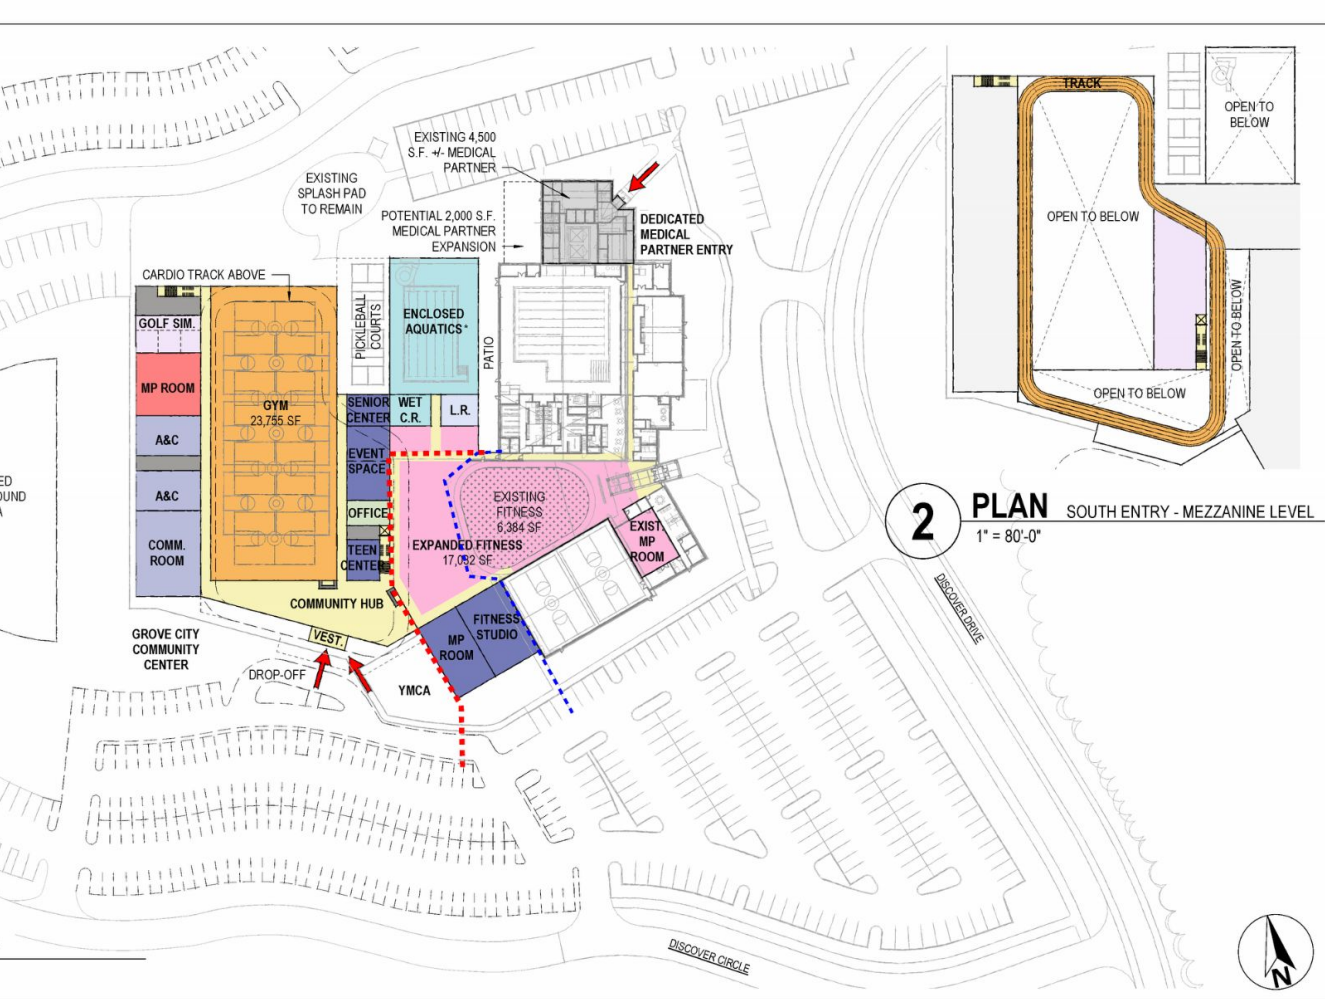 EXISTING 4,500
S.F. +/- MEDICAL
PARTNER
EXISTING
SPLASH PAD
TO REMAIN
POTENTIAL 2,000 S.F.
MEDICAL PARTNER
EXPANSION
DEDICATED
MEDICAL
PARTNER ENTRY
CARDIO TRACK ABOVE
GOLF SIM.
MP ROOM
A&C
A&C
COMM.
ROOM
GYM
23,755 SF
PICKLEBALL
COURTS
ENCLOSED
AQUATICS*
PATIO
SENIOR
CENTER
WET
C.R.
L.R.
EVENT
SPACE
OFFICE
TEEN
CENTER
EXISTING
FITNESS
6,384 SF
EXPANDED FITNESS
EXIST.
MP
ROOM
COMMUNITY HUB
VEST.
FITNESS
STUDIO
MP
ROOM
GROVE CITY
COMMUNITY
CENTER
DROP-OFF
YMCA
ED
OUND
A
TRACK
OPEN TO
BELOW
OPEN TO BELOW
OPEN TO BELOW
OPEN TO BELOW
2
PLAN
SOUTH ENTRY - MEZZANINE LEVEL
1" = 80'-0"
DISCOVER DRIVE
DISCOVER CIRCLE
N